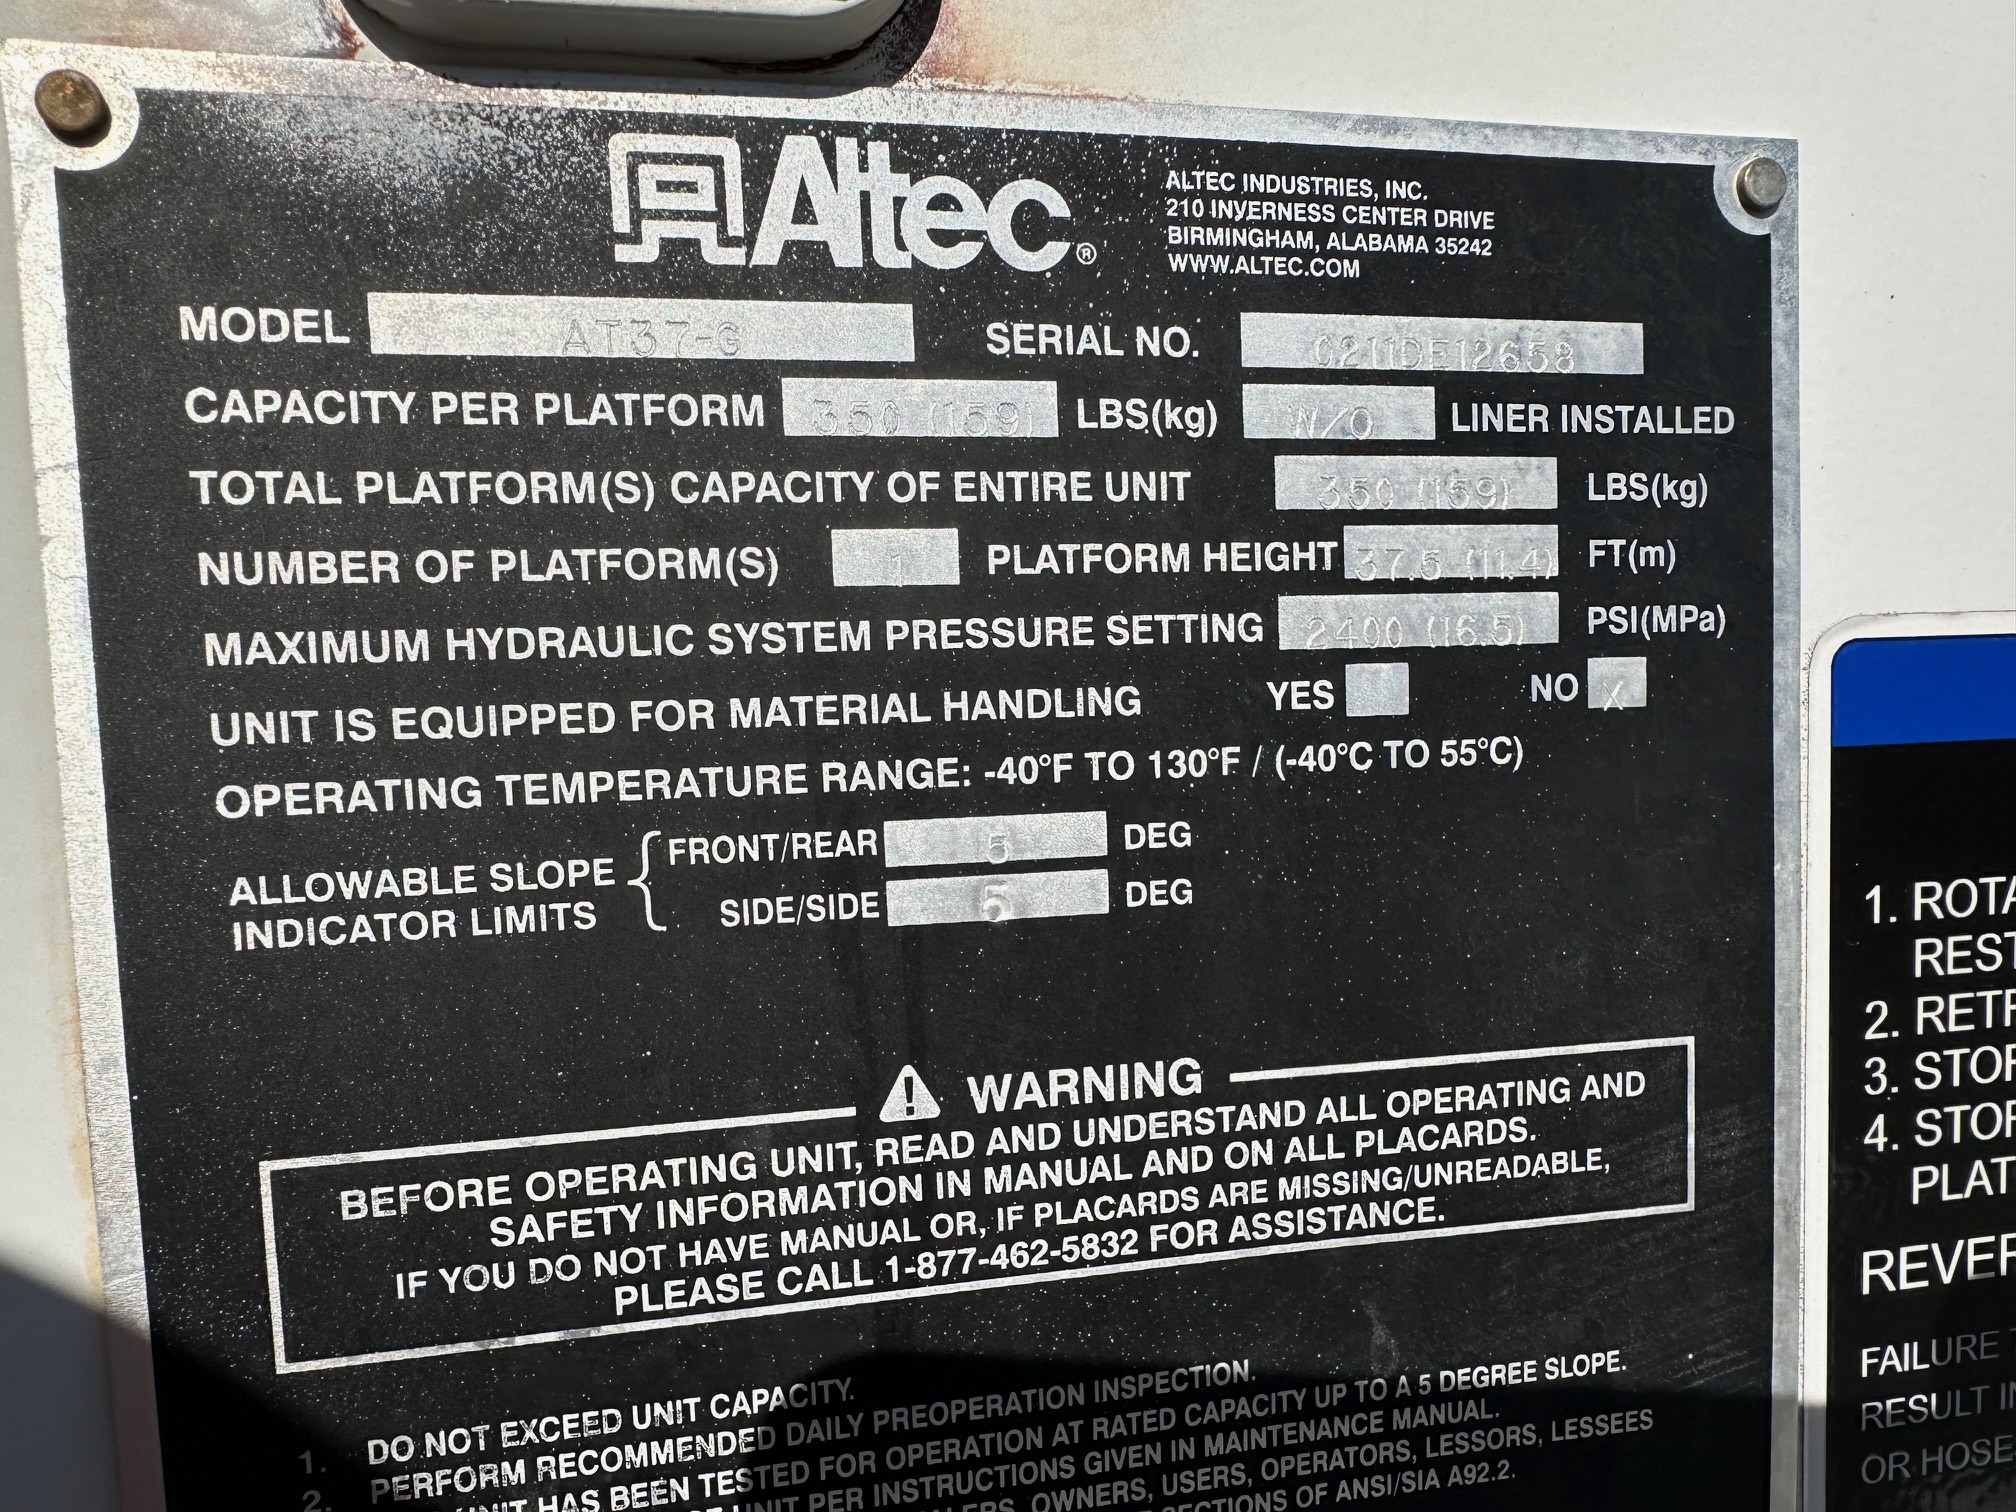 Altec®
ALTEC INDUSTRIES, INC.
210 INVERNESS CENTER DRIVE
BIRMINGHAM, ALABAMA 35242
WWW.ALTEC.COM
MODEL AT37-G SERIAL NO. 0211DE12658
CAPACITY PER PLATFORM 350 (159) LBS(kg) W/O LINER INSTALLED
TOTAL PLATFORM(S) CAPACITY OF ENTIRE UNIT 350 (159) LBS(kg)
NUMBER OF PLATFORM(S) 1 PLATFORM HEIGHT 37.5 (11.4) FT(m)
MAXIMUM HYDRAULIC SYSTEM PRESSURE SETTING 2400 (16.5) PSI(MPa)
UNIT IS EQUIPPED FOR MATERIAL HANDLING YES NO X
OPERATING TEMPERATURE RANGE: -40°F TO 130°F / (-40°C TO 55°C)
ALLOWABLE SLOPE INDICATOR LIMITS
FRONT/REAR 5 DEG
SIDE/SIDE 5 DEG
WARNING
BEFORE OPERATING UNIT, READ AND UNDERSTAND ALL OPERATING AND
SAFETY INFORMATION IN MANUAL AND ON ALL PLACARDS.
IF YOU DO NOT HAVE MANUAL OR, IF PLACARDS ARE MISSING/UNREADABLE,
PLEASE CALL 1-877-462-5832 FOR ASSISTANCE.
1. DO NOT EXCEED UNIT CAPACITY.
2. PERFORM RECOMMENDED DAILY PREOPERATION INSPECTION.
UNIT HAS BEEN TESTED FOR OPERATION AT RATED CAPACITY UP TO A 5 DEGREE SLOPE.
UNIT PER INSTRUCTIONS GIVEN IN MAINTENANCE MANUAL.
OWNERS, USERS, OPERATORS, LESSORS, LESSEES
OF ANSI/SIA A92.2.
1. ROTA
REST
2. RETR
3. STOR
4. STOR
PLAT
REVER
FAILURE
RESULT IN
OR HOSE